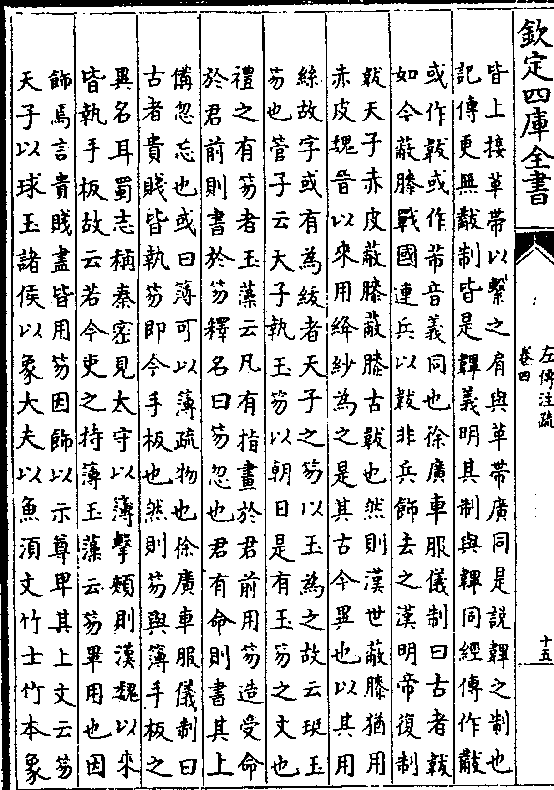 欽定四庫全書
左傳注疏
卷四
十五
皆上接革帶以繫之肩與革帶廣同是説韠之制也
記傳更無黻制皆是韠義明其制與韠同經傳作黻
或作韍或作芾音義同也徐廣車服儀制曰古者韍
如今蔽膝戰國連兵以韍非兵飾去之漢明帝復制
韍天子赤皮蔽膝蔽膝古韍也然則漢世蔽膝猶用
赤皮魏晉以來用絳紗為之是其古今異也以其用
絲故字或有為紱者天子之笏以玉為之故云珽玉
笏也管子云天子執玉笏以朝日是有玉笏之文也
禮之有笏者玉藻云凡有指畫於君前用笏造受命
於君前則書於笏釋名曰笏忽也君有命則書其上
備忽忘也或曰簿可以簿疏物也徐廣車服儀制曰
古者貴賤皆執笏即今手板也然則笏與簿手板之
異名耳蜀志稱秦宻見太守以簿擊頰則漢魏以來
皆執手板故云若今吏之持簿玉藻云笏畢用也因
飾焉言貴賤盡皆用笏因飾以示尊卑其上文云笏
天子以球玉諸侯以象大夫以魚湏文竹士竹本象